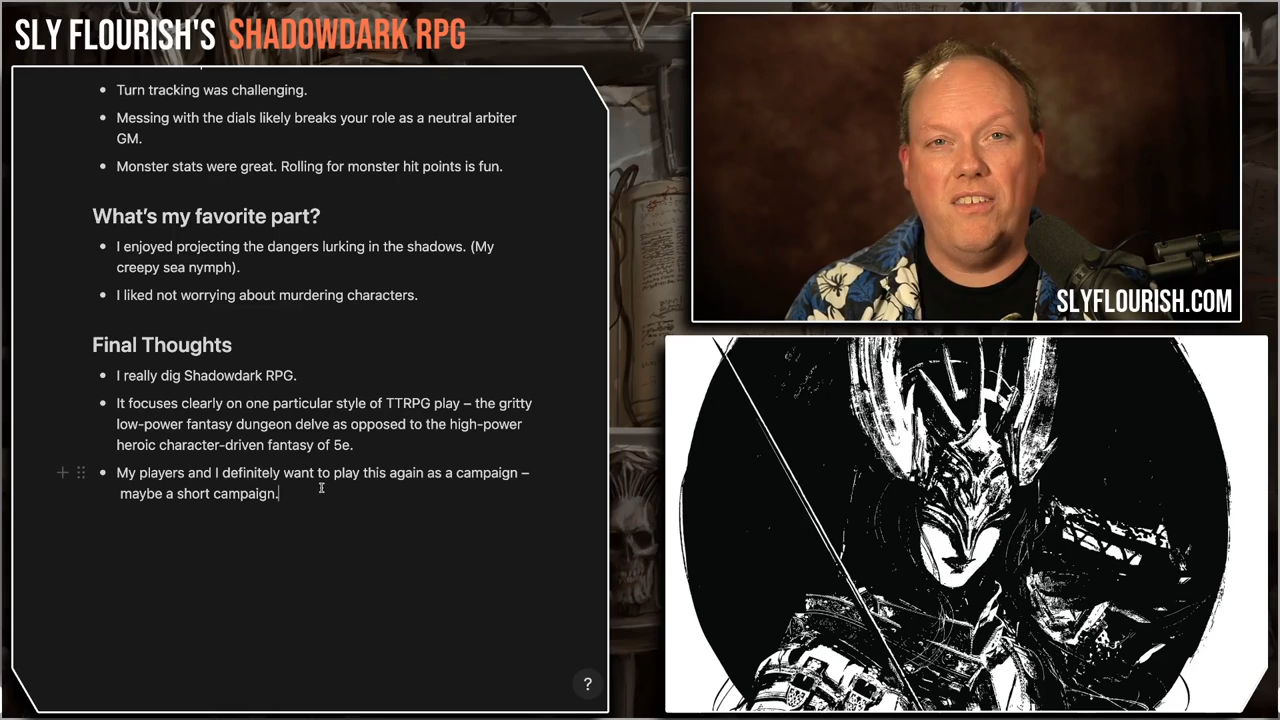 SLY FLOURISH'S SHADOWDARK RPG
• Turn tracking was challenging.
• Messing with the dials likely breaks your role as a neutral arbiter
GM.
• Monster stats were great. Rolling for monster hit points is fun.
What's my favorite part?
• I enjoyed projecting the dangers lurking in the shadows. (My
creepy sea nymph).
• I liked not worrying about murdering characters.
Final Thoughts
• I really dig Shadowdark RPG.
• It focuses clearly on one particular style of TTRPG play – the gritty
low-power fantasy dungeon delve as opposed to the high-power
heroic character-driven fantasy of 5e.
• My players and I definitely want to play this again as a campaign –
maybe a short campaign.
?
SLYFLOURISH.COM